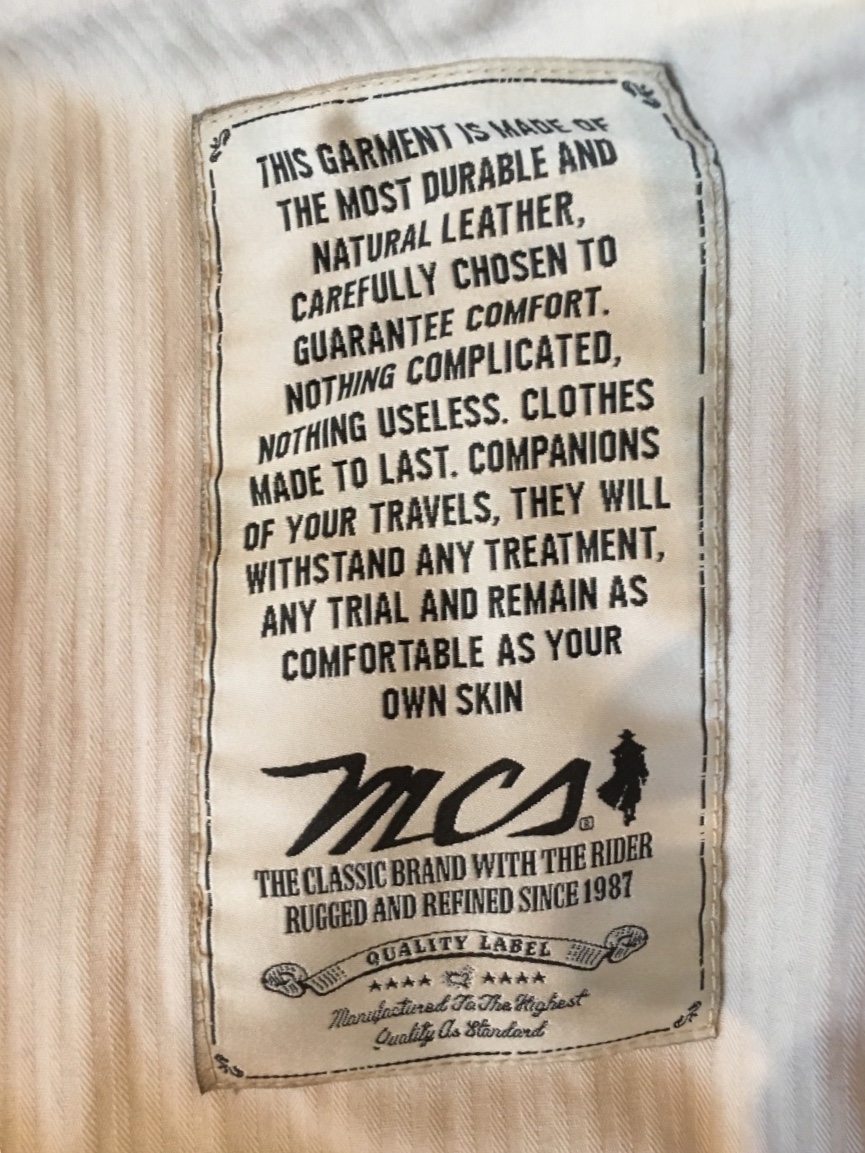 THIS GARMENT IS MADE OF
THE MOST DURABLE AND
NATURAL LEATHER,
CAREFULLY CHOSEN TO
GUARANTEE COMFORT.
NOTHING COMPLICATED,
NOTHING USELESS. CLOTHES
MADE TO LAST. COMPANIONS
OF YOUR TRAVELS, THEY WILL
WITHSTAND ANY TREATMENT,
ANY TRIAL AND REMAIN AS
COMFORTABLE AS YOUR
OWN SKIN
mcs®
THE CLASSIC BRAND WITH THE RIDER
RUGGED AND REFINED SINCE 1987
QUALITY LABEL
Manufactured To The Highest
Quality As Standard